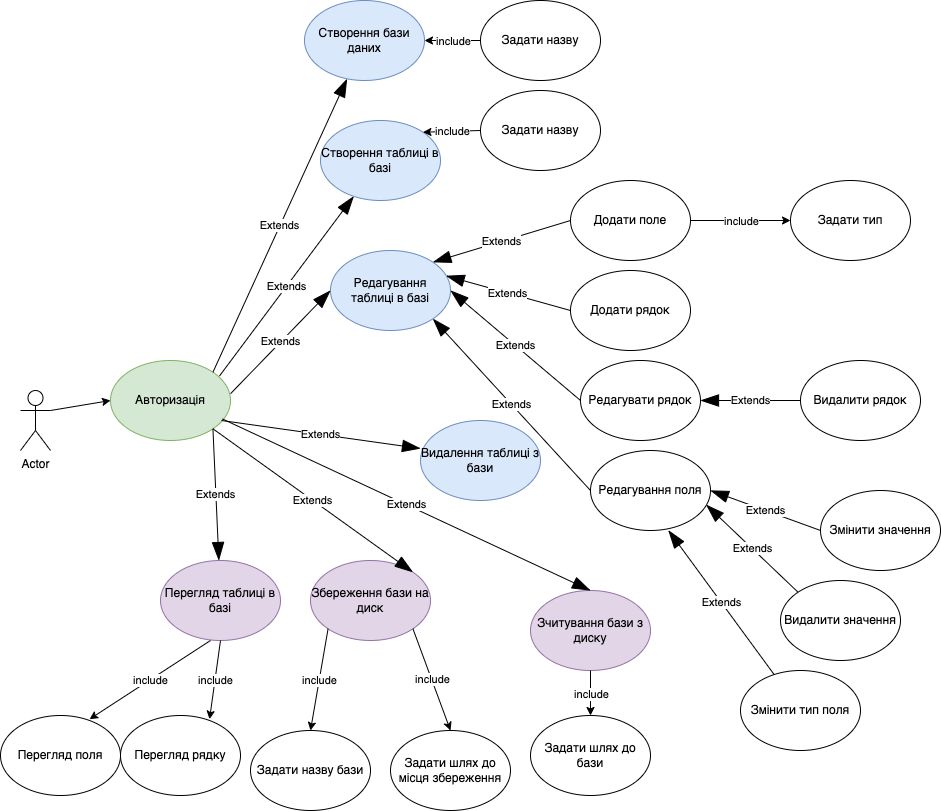 Створення бази
даних
include
Задати назву
Створення таблиці в
базі
include
Задати назву
Extends
Extends
Extends
Редагування
таблиці в базі
Extends
Додати поле
include
Задати тип
Extends
Додати рядок
Extends
Редагувати рядок
Extends
Видалити рядок
Extends
Редагування поля
Extends
Змінити значення
Extends
Видалити значення
Extends
Змінити тип поля
Actor
Авторизація
Extends
Видалення таблиці з
бази
Extends
Extends
Extends
Перегляд таблиці в
базі
Збереження бази на
диск
Зчитування бази з
диску
include
include
include
include
include
Перегляд поля
Перегляд рядку
Задати назву бази
Задати шлях до
місця збереження
Задати шлях до
бази